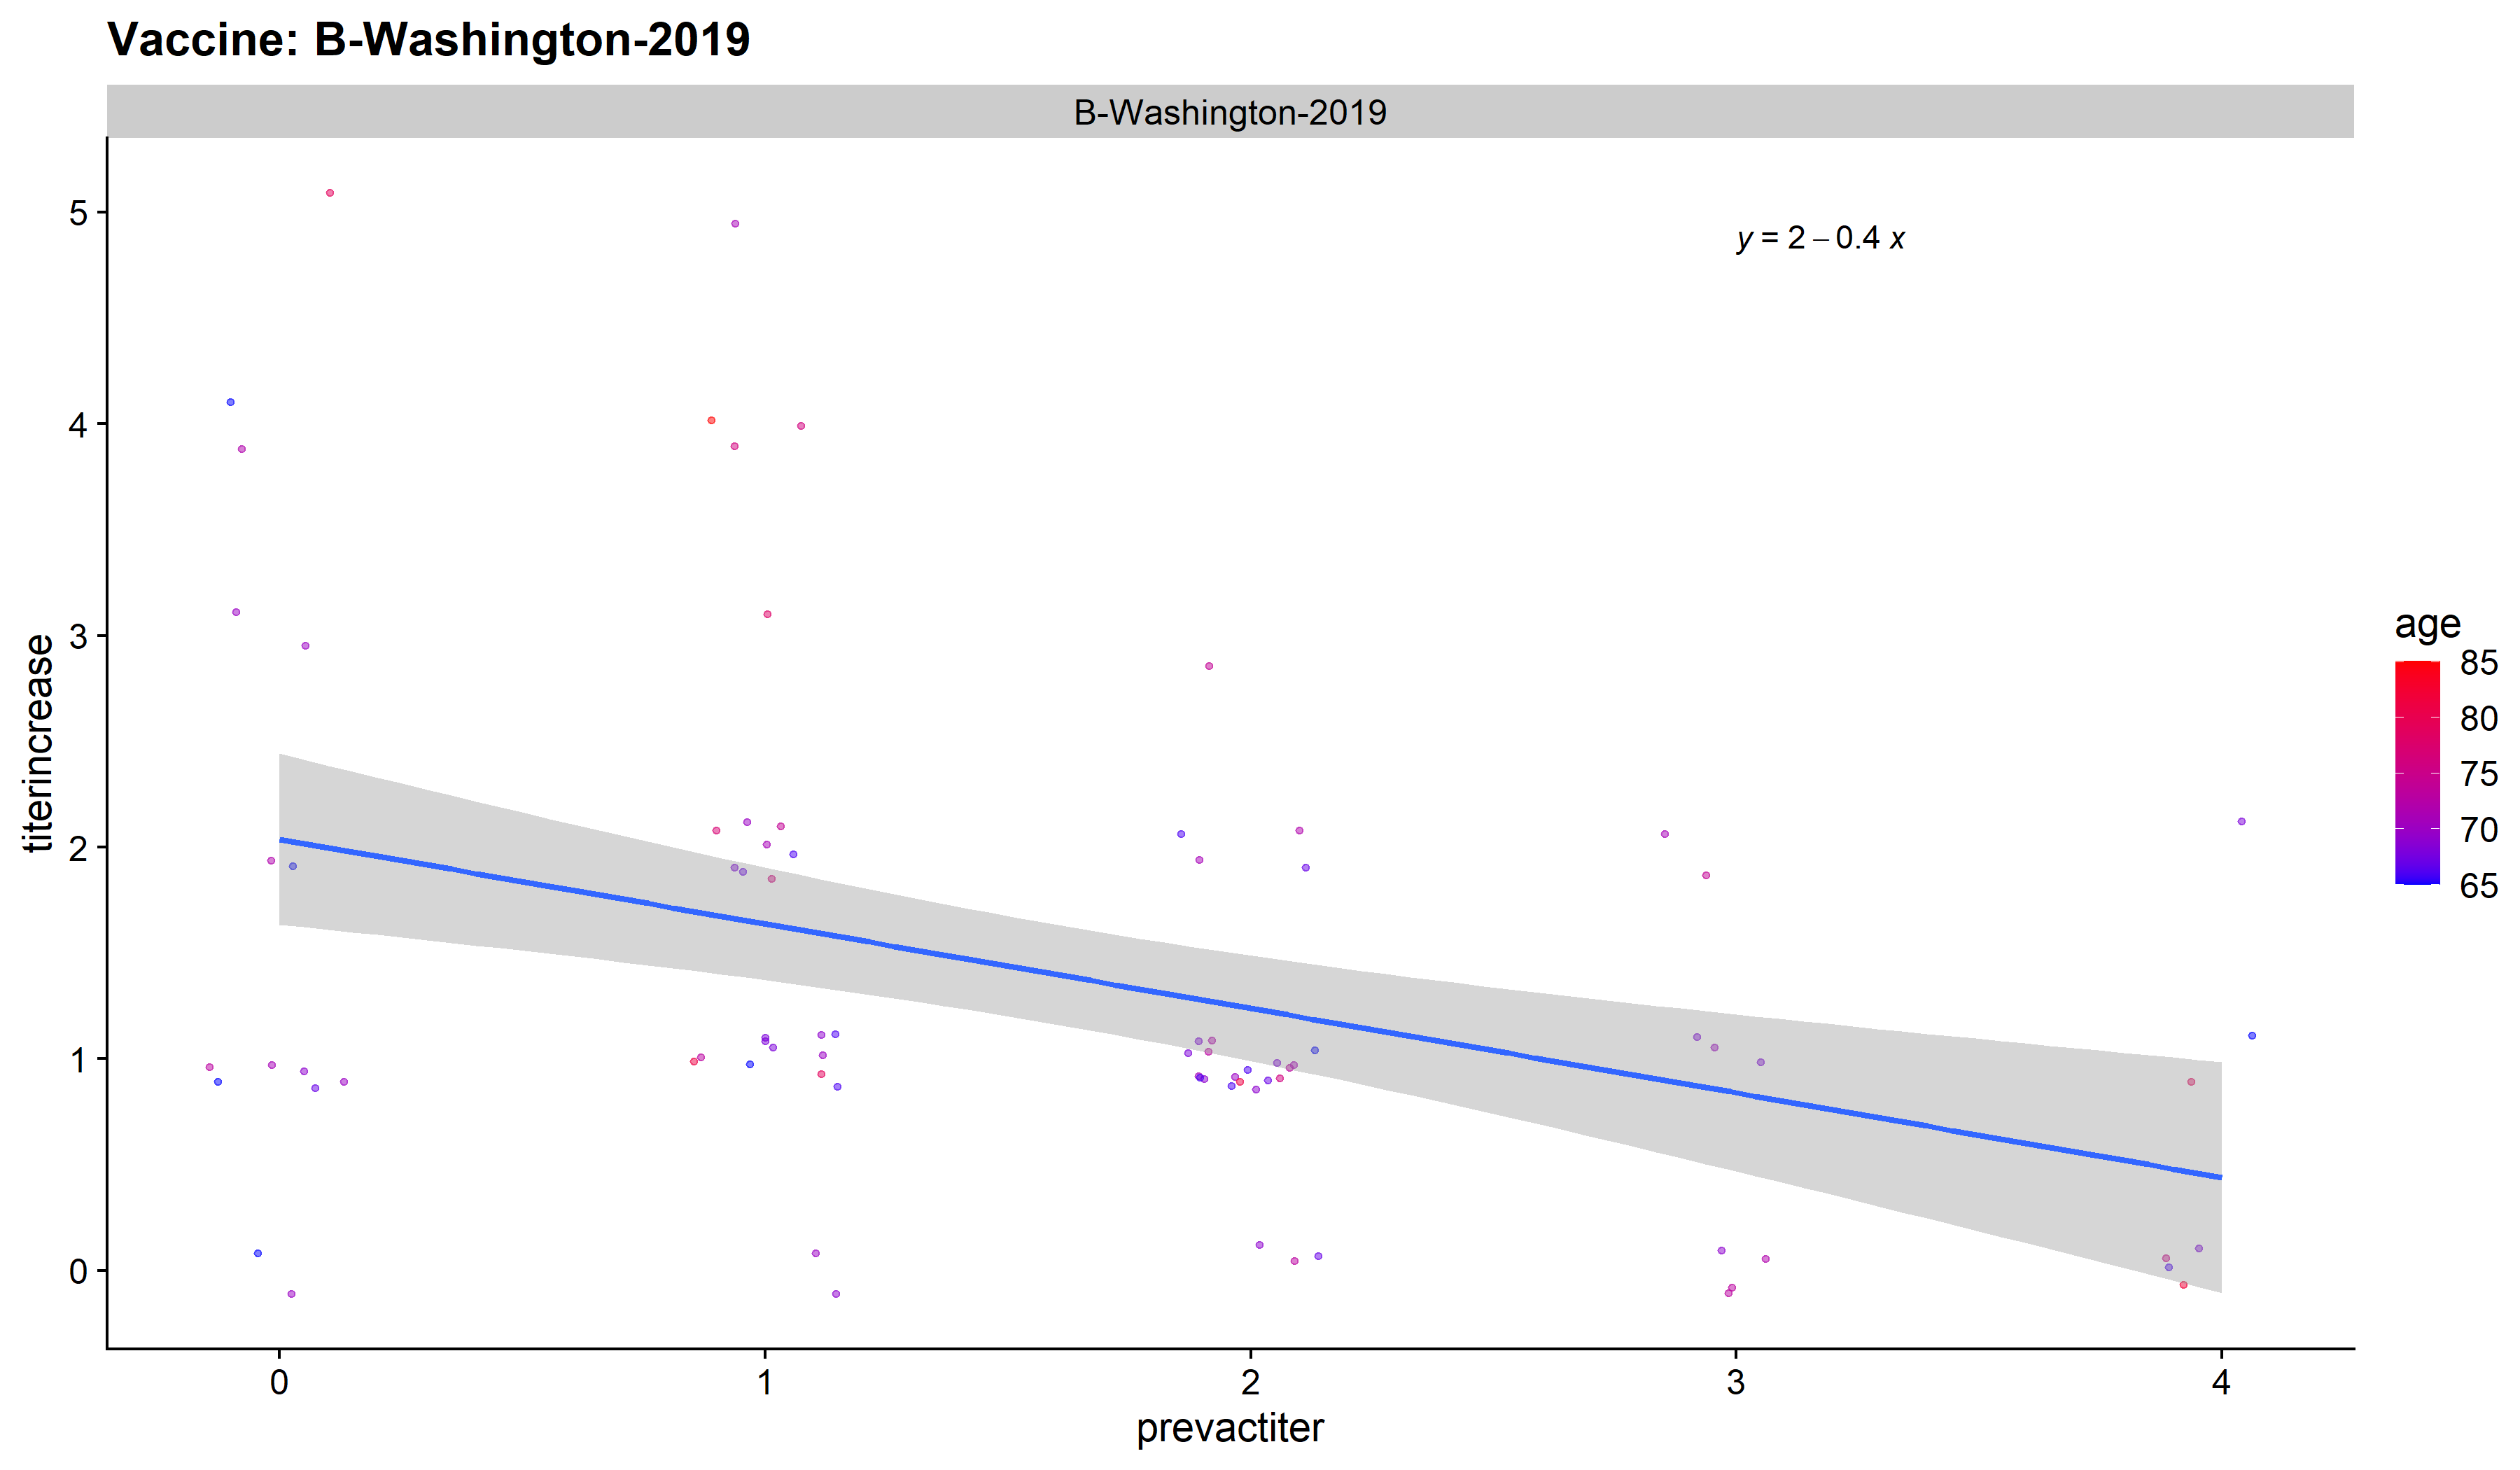 Vaccine: B-Washington-2019
B-Washington-2019
y = 2 – 0.4 x
titerincrease
5
4
3
2
1
0
0 1 2 3 4
prevactiter
age
85
80
75
70
65